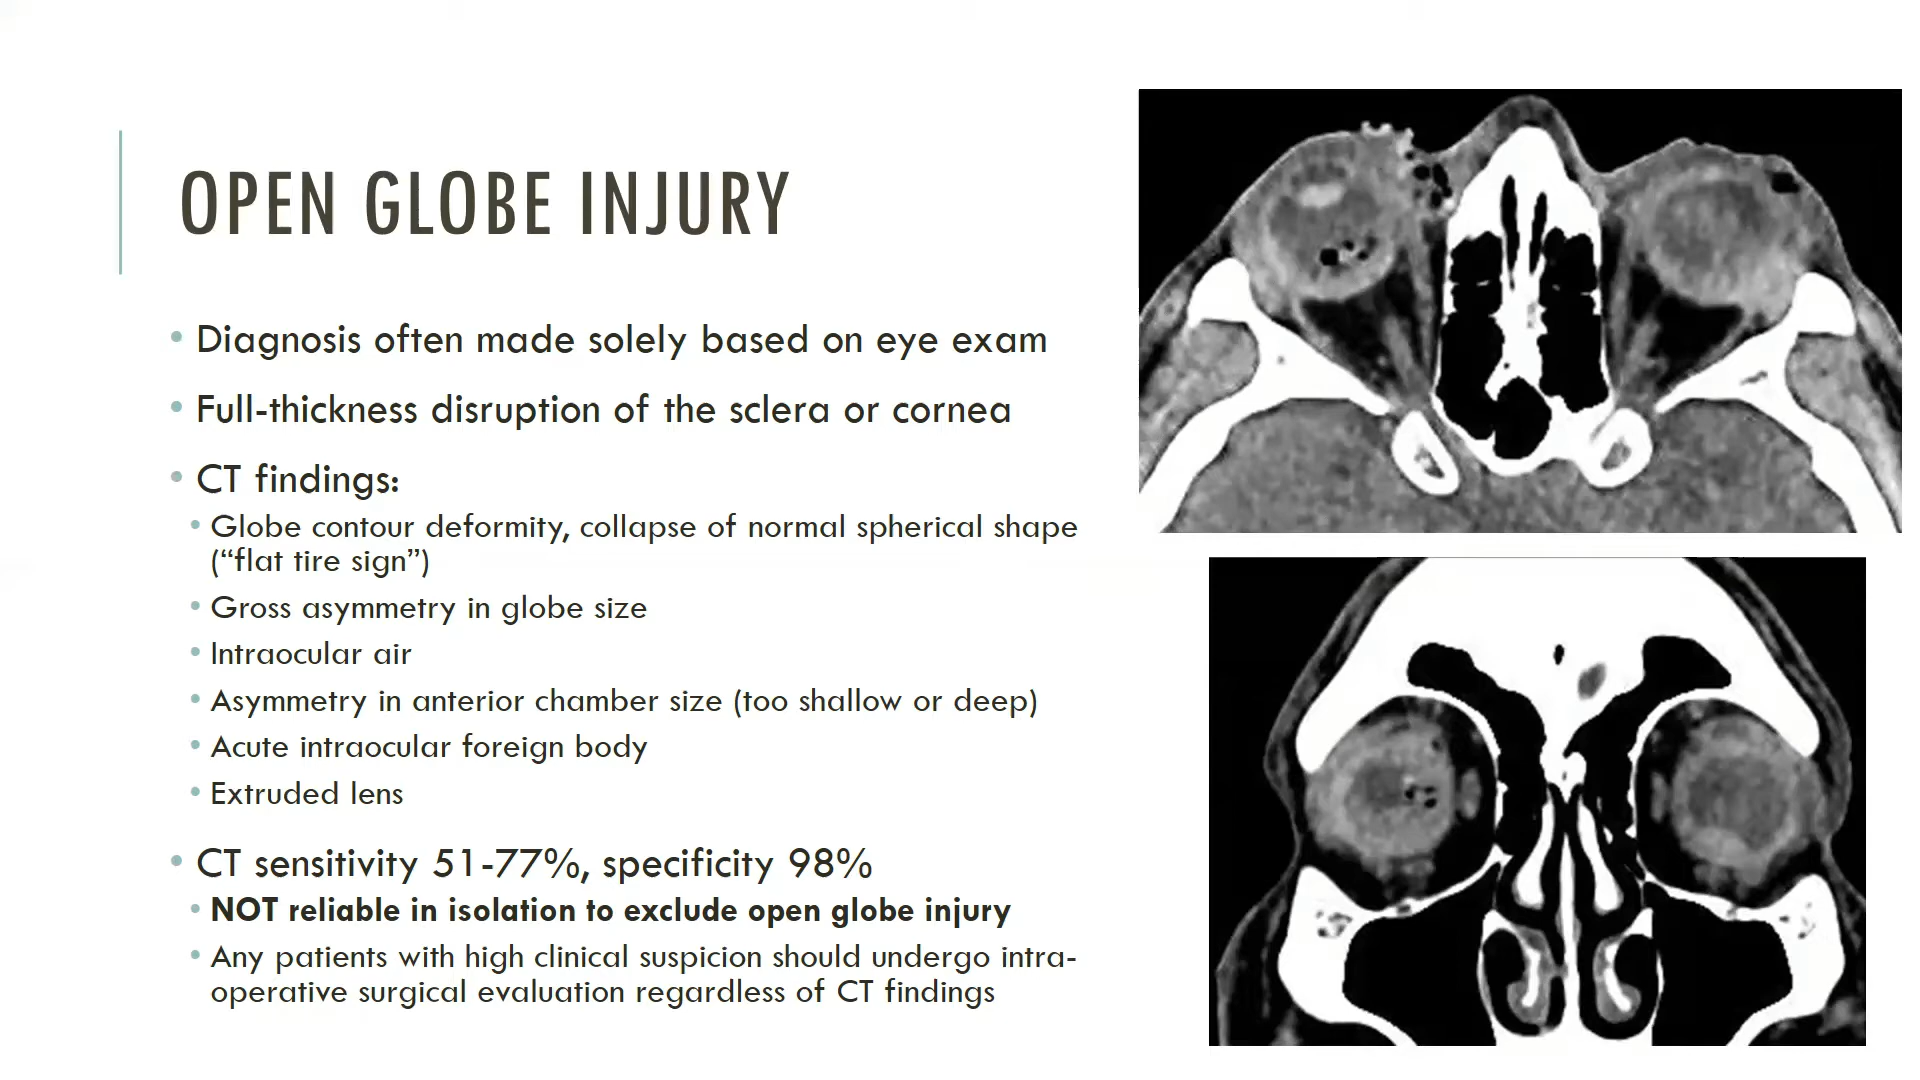 OPEN GLOBE INJURY
• Diagnosis often made solely based on eye exam
• Full-thickness disruption of the sclera or cornea
• CT findings:
• Globe contour deformity, collapse of normal spherical shape
(“flat tire sign”)
• Gross asymmetry in globe size
• Intraocular air
• Asymmetry in anterior chamber size (too shallow or deep)
• Acute intraocular foreign body
• Extruded lens
• CT sensitivity 51-77%, specificity 98%
• NOT reliable in isolation to exclude open globe injury
• Any patients with high clinical suspicion should undergo intra-
operative surgical evaluation regardless of CT findings